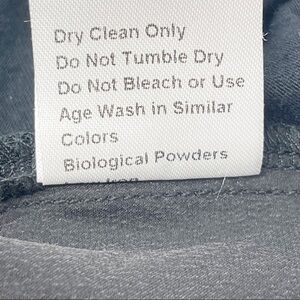 Dry Clean Only
Do Not Tumble Dry
Do Not Bleach or Use
Age Wash in Similar
Colors
Biological Powders